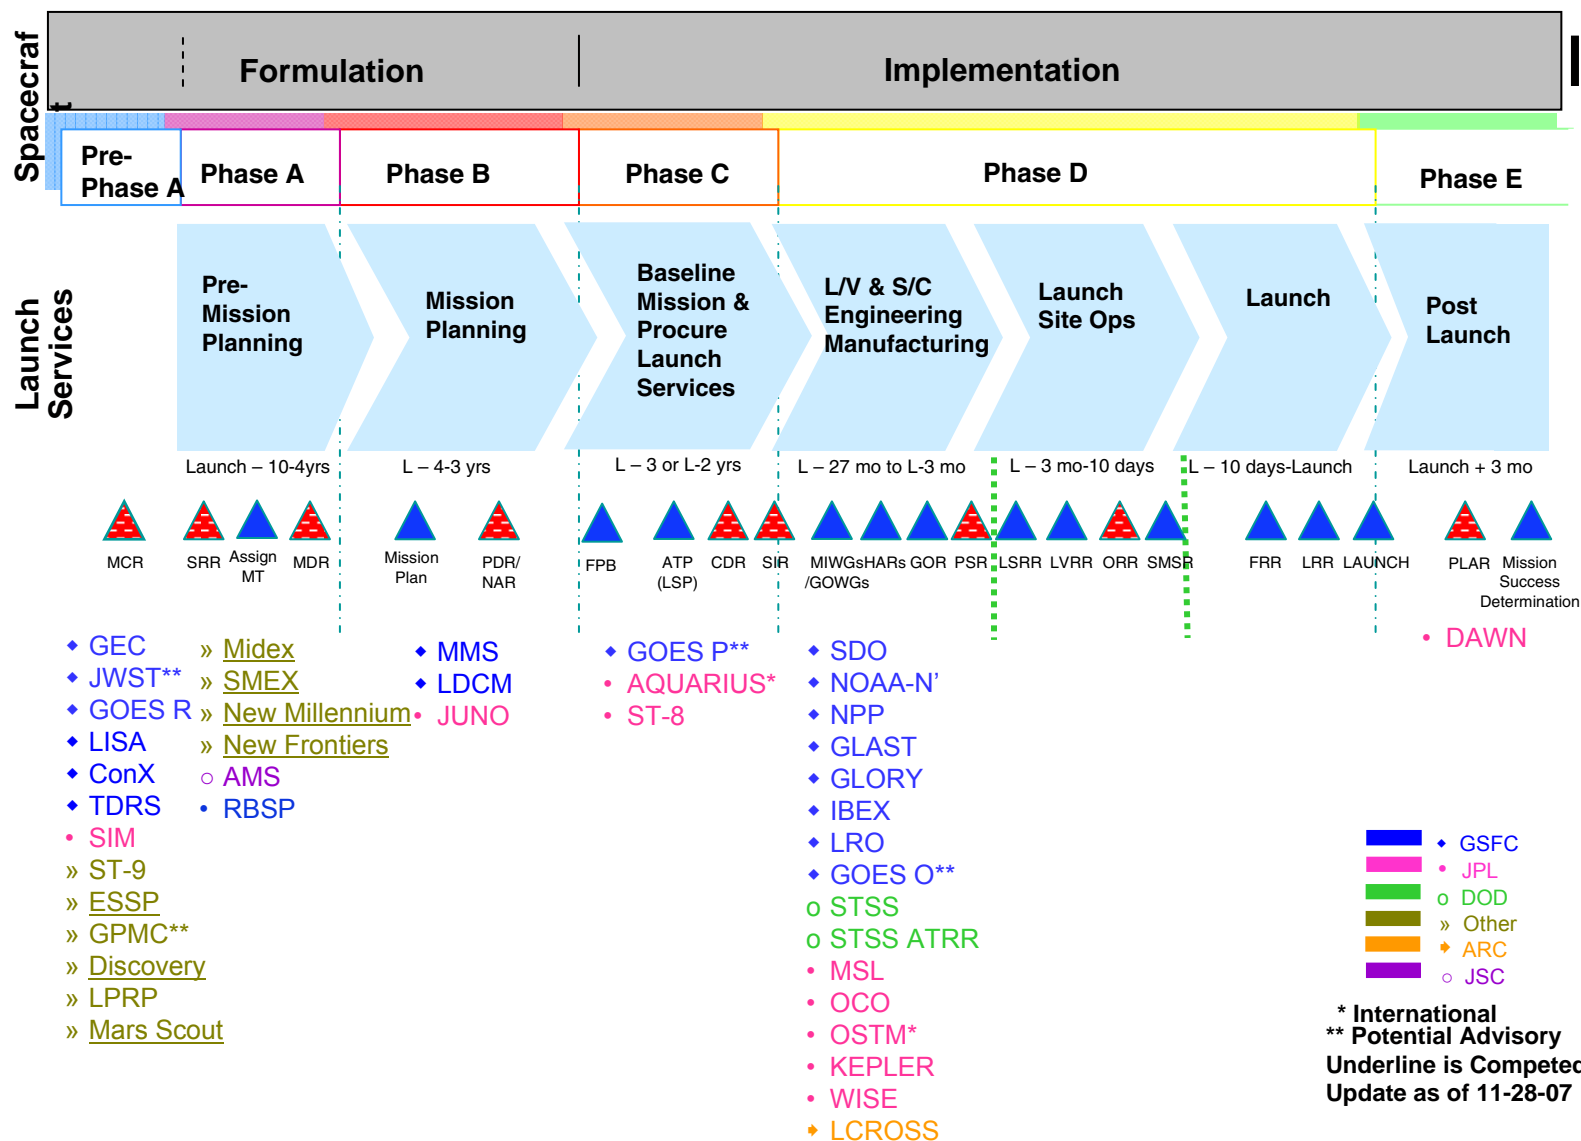 Spacecraft
Formulation
Implementation
Pre-
Phase A
Phase A
Phase B
Phase C
Phase D
Phase E
Launch
Services
Pre-
Mission
Planning
Mission
Planning
Baseline
Mission &
Procure
Launch
Services
L/V & S/C
Engineering
Manufacturing
Launch
Site Ops
Launch
Post
Launch
Launch – 10-4yrs
L – 4-3 yrs
L – 3 or L-2 yrs
L – 27 mo to L-3 mo
L – 3 mo-10 days
L – 10 days-Launch
Launch + 3 mo
MCR
SRR
Assign
MT
MDR
Mission
Plan
PDR/
NAR
FPB
ATP
(LSP)
CDR
SIR
MIWGs
/GOWGs
HARs
GOR
PSR
LSRR
LVRR
ORR
SMSR
FRR
LRR
LAUNCH
PLAR
Mission
Success
Determination
◆ GEC
◆ JWST**
◆ GOES R
◆ LISA
◆ ConX
◆ TDRS
• SIM
» ST-9
» ESSP
» GPMC**
» Discovery
» LPRP
» Mars Scout
» Midex
» SMEX
» New Millennium
» New Frontiers
○ AMS
• RBSP
◆ MMS
◆ LDCM
• JUNO
◆ GOES P**
• AQUARIUS*
• ST-8
◆ SDO
◆ NOAA-N’
◆ NPP
◆ GLAST
◆ GLORY
◆ IBEX
◆ LRO
◆ GOES O**
o STSS
o STSS ATRR
• MSL
• OCO
• OSTM*
• KEPLER
• WISE
➧ LCROSS
• DAWN
◆ GSFC
• JPL
o DOD
» Other
➧ ARC
○ JSC
* International
** Potential Advisory
Underline is Competed
Update as of 11-28-07